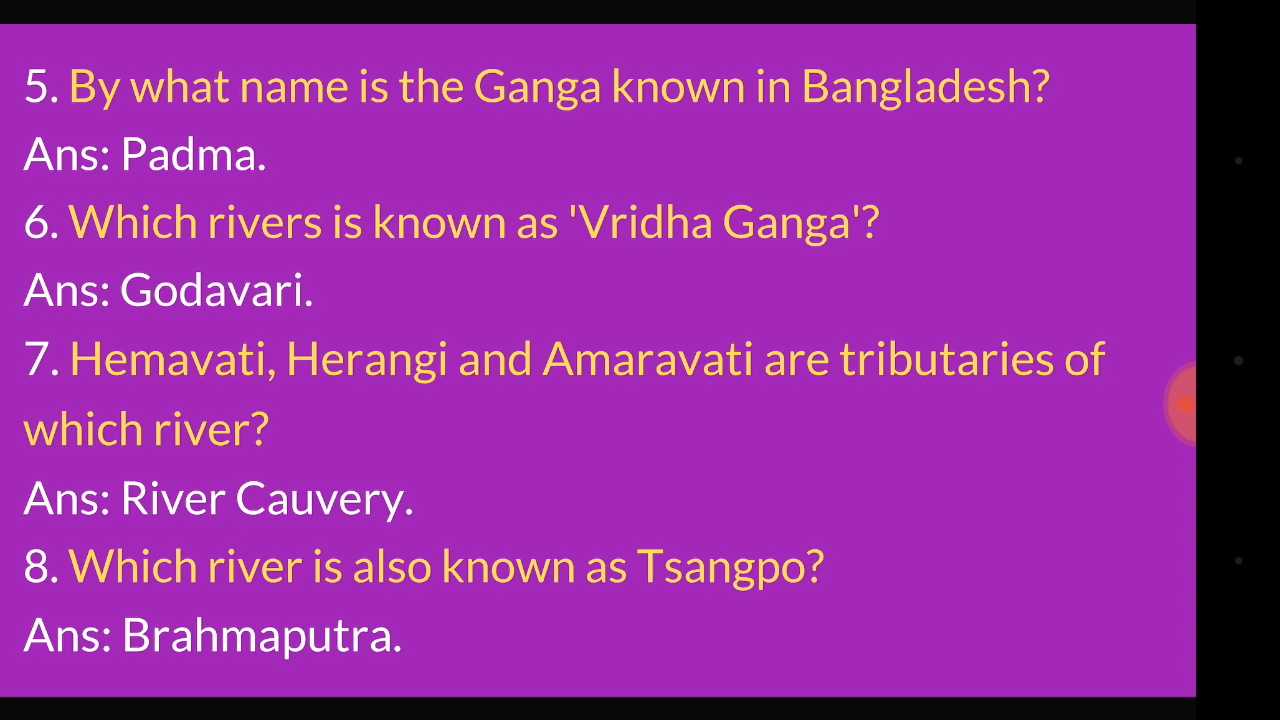 5. By what name is the Ganga known in Bangladesh?
Ans: Padma.
6. Which rivers is known as 'Vridha Ganga'?
Ans: Godavari.
7. Hemavati, Herangi and Amaravati are tributaries of
which river?
Ans: River Cauvery.
8. Which river is also known as Tsangpo?
Ans: Brahmaputra.